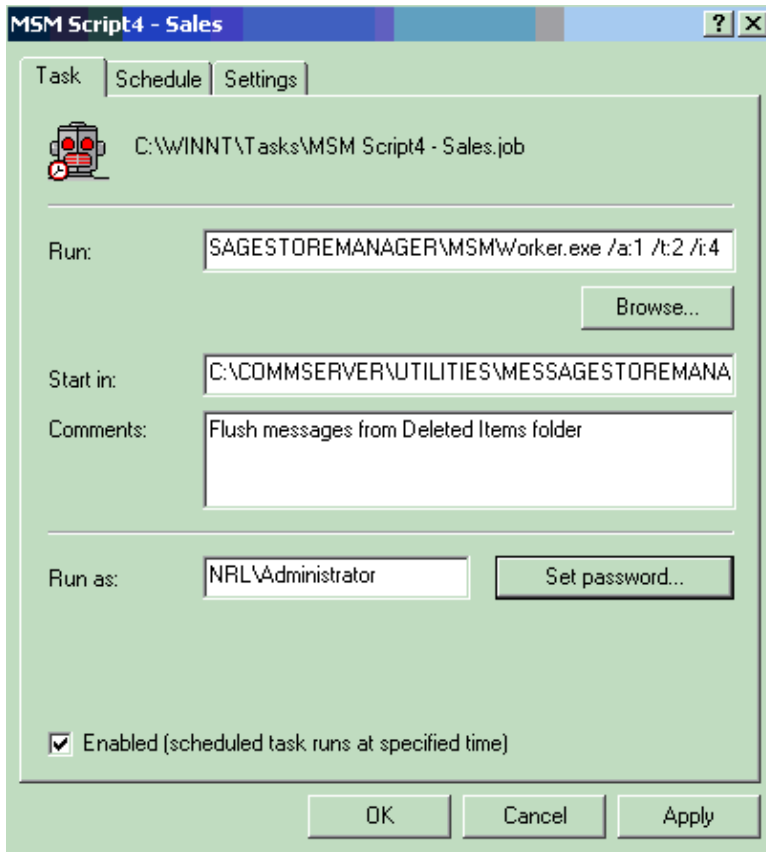 MSM Script4 - Sales
Task Schedule Settings
C:\WINNT\Tasks\MSM Script4 - Sales.job
Run: SAGESTOREMANAGER\MSMWorker.exe /a:1 /t:2 /i:4
Browse...
Start in: C:\COMMSERVER\UTILITIES\MESSAGESTOREMANA
Comments: Flush messages from Deleted Items folder
Run as: NRL\Administrator Set password...
Enabled (scheduled task runs at specified time)
OK Cancel Apply